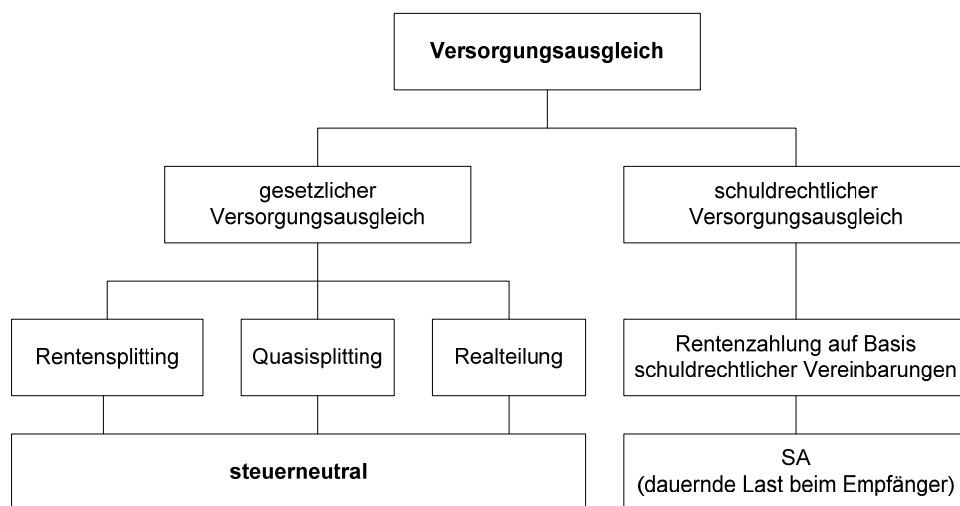 Versorgungsausgleich
gesetzlicher
Versorgungsausgleich
schuldrechtlicher
Versorgungsausgleich
Rentensplitting
Quasisplitting
Realteilung
Rentenzahlung auf Basis
schuldrechtlicher Vereinbarungen
steuerneutral
SA
(dauernde Last beim Empfänger)